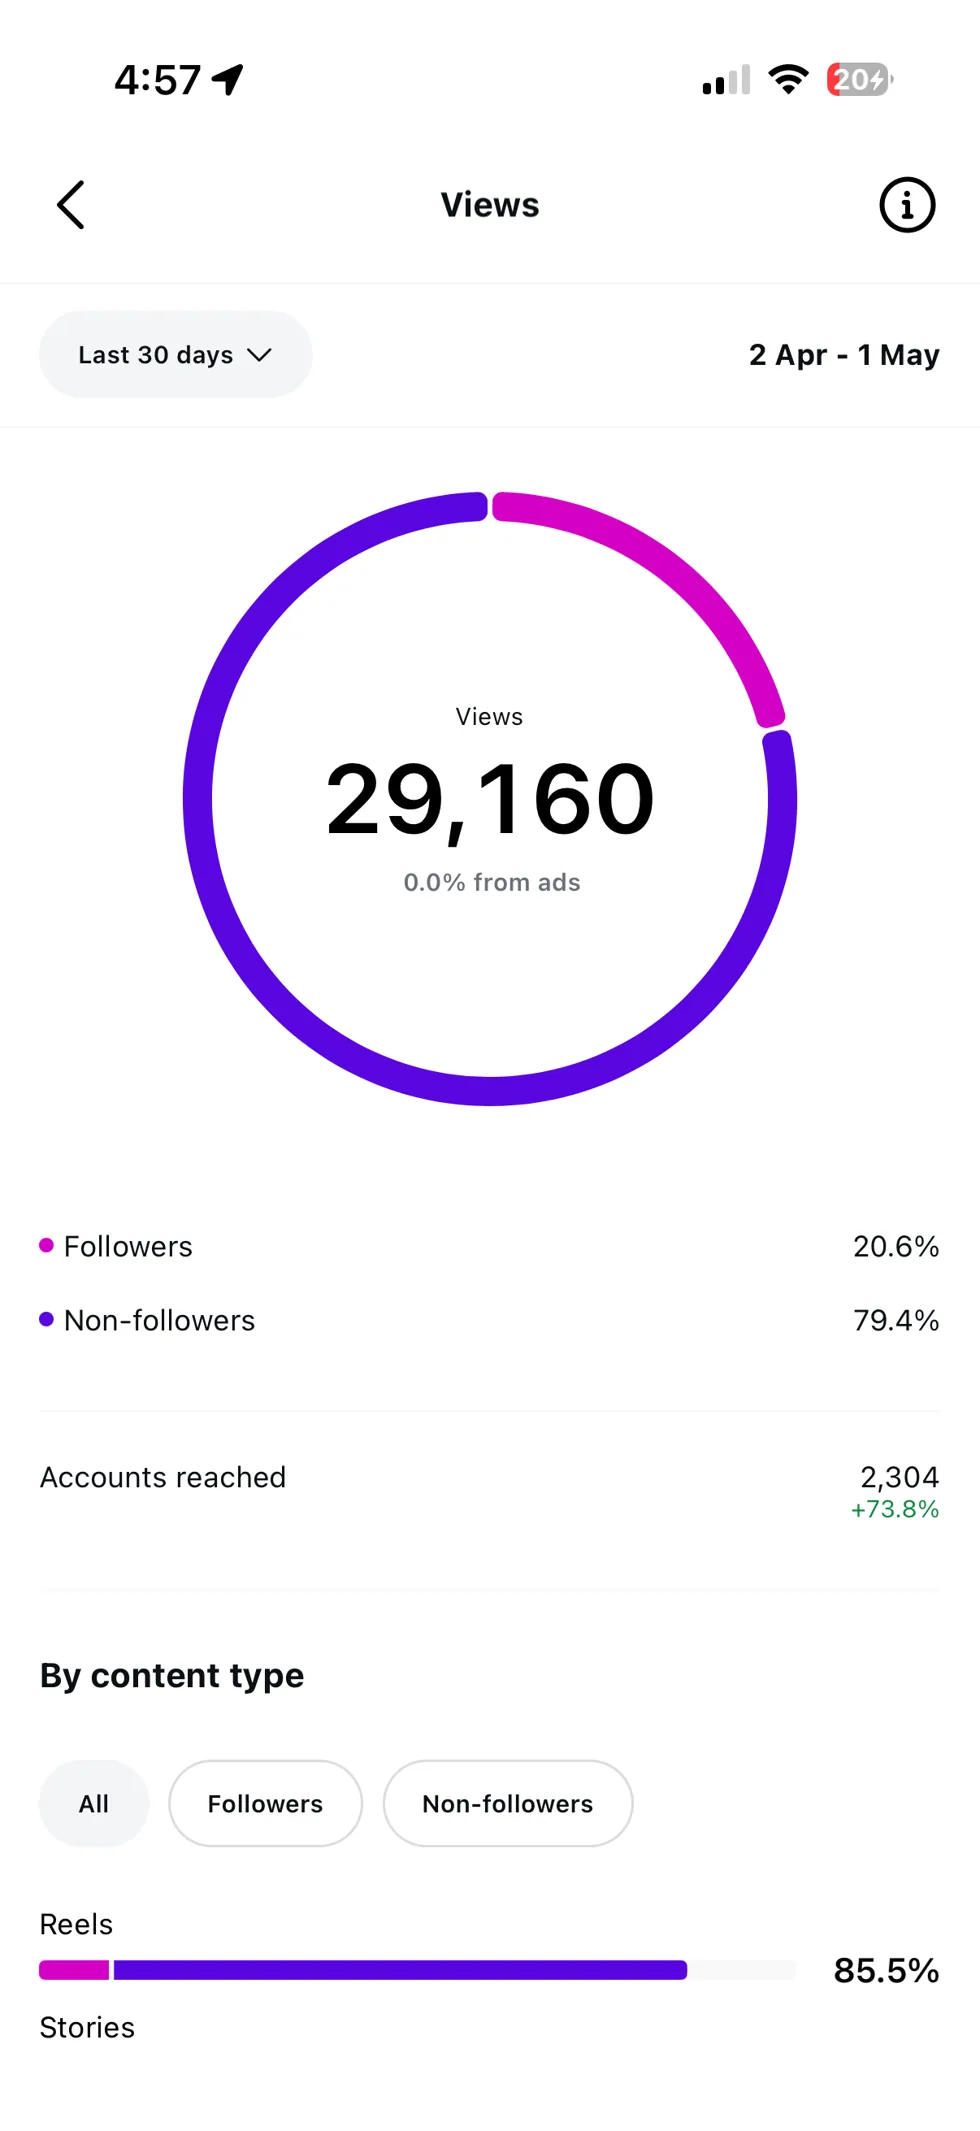 4:57
20
Views
Last 30 days
2 Apr - 1 May
Views
29,160
0.0% from ads
Followers 20.6%
Non-followers 79.4%
Accounts reached 2,304
+73.8%
By content type
All Followers Non-followers
Reels
85.5%
Stories